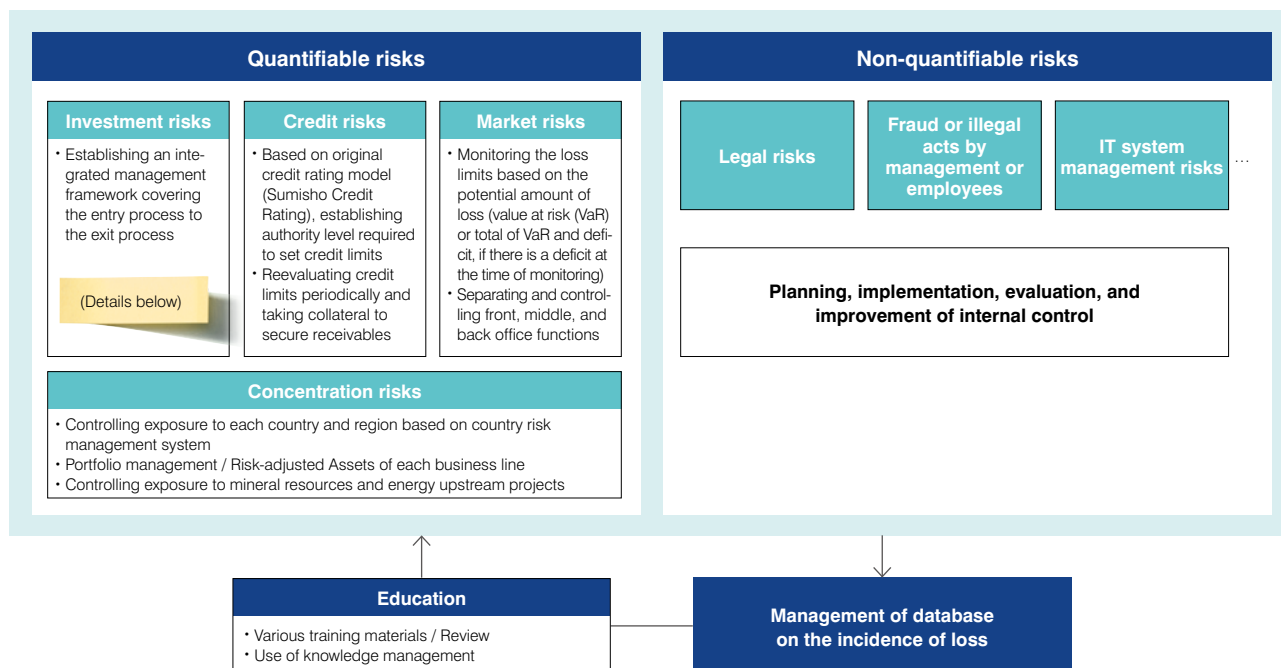 Quantifiable risks
Investment risks
• Establishing an inte-
grated management
framework covering
the entry process to
the exit process
(Details below)
Credit risks
• Based on original
credit rating model
(Sumisho Credit
Rating), establishing
authority level required
to set credit limits
• Reevaluating credit
limits periodically and
taking collateral to
secure receivables
Market risks
• Monitoring the loss
limits based on the
potential amount of
loss (value at risk (VaR)
or total of VaR and defi-
cit, if there is a deficit at
the time of monitoring)
• Separating and control-
ling front, middle, and
back office functions
Concentration risks
• Controlling exposure to each country and region based on country risk
management system
• Portfolio management / Risk-adjusted Assets of each business line
• Controlling exposure to mineral resources and energy upstream projects
Non-quantifiable risks
Legal risks
Fraud or illegal
acts by
management or
employees
IT system
management risks
…
Planning, implementation, evaluation, and
improvement of internal control
Education
• Various training materials / Review
• Use of knowledge management
Management of database
on the incidence of loss